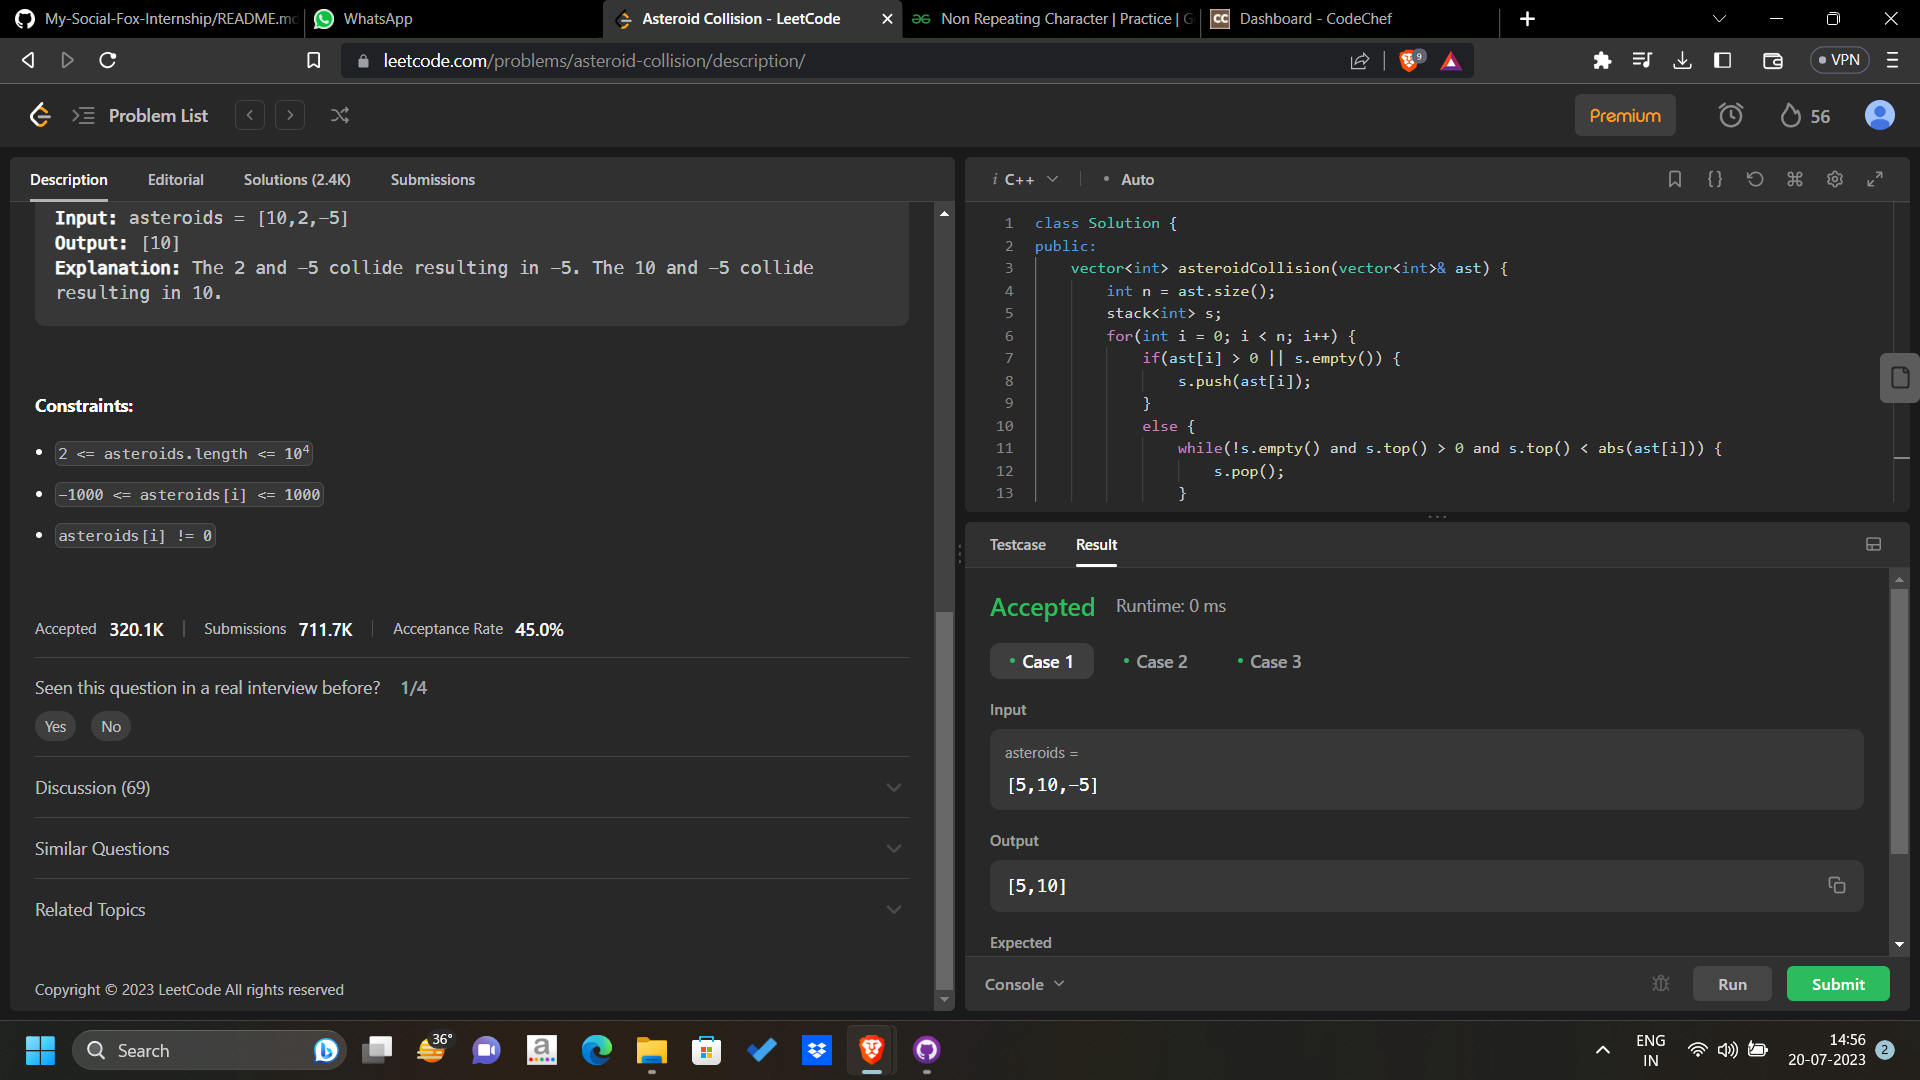 My-Social-Fox-Internship/README.md
WhatsApp
Asteroid Collision - LeetCode
Non Repeating Character | Practice | G
CC Dashboard - CodeChef
leetcode.com/problems/asteroid-collision/description/
9
VPN
Problem List
Premium
56
Description Editorial Solutions (2.4K) Submissions
Input: asteroids = [10,2,-5]
Output: [10]
Explanation: The 2 and -5 collide resulting in -5. The 10 and -5 collide
resulting in 10.
Constraints:
2 <= asteroids.length <= 10⁴
-1000 <= asteroids[i] <= 1000
asteroids[i] != 0
Accepted 320.1K Submissions 711.7K Acceptance Rate 45.0%
Seen this question in a real interview before? 1/4
Yes No
Discussion (69)
Similar Questions
Related Topics
Copyright © 2023 LeetCode All rights reserved
i C++ • Auto
1 class Solution {
2 public:
3 vector<int> asteroidCollision(vector<int>& ast) {
4 int n = ast.size();
5 stack<int> s;
6 for(int i = 0; i < n; i++) {
7 if(ast[i] > 0 || s.empty()) {
8 s.push(ast[i]);
9 }
10 else {
11 while(!s.empty() and s.top() > 0 and s.top() < abs(ast[i])) {
12 s.pop();
13 }
Testcase Result
Accepted Runtime: 0 ms
• Case 1 • Case 2 • Case 3
Input
asteroids =
[5,10,-5]
Output
[5,10]
Expected
Console
Run Submit
Search
36°
a
ENG
IN
14:56
20-07-2023
2